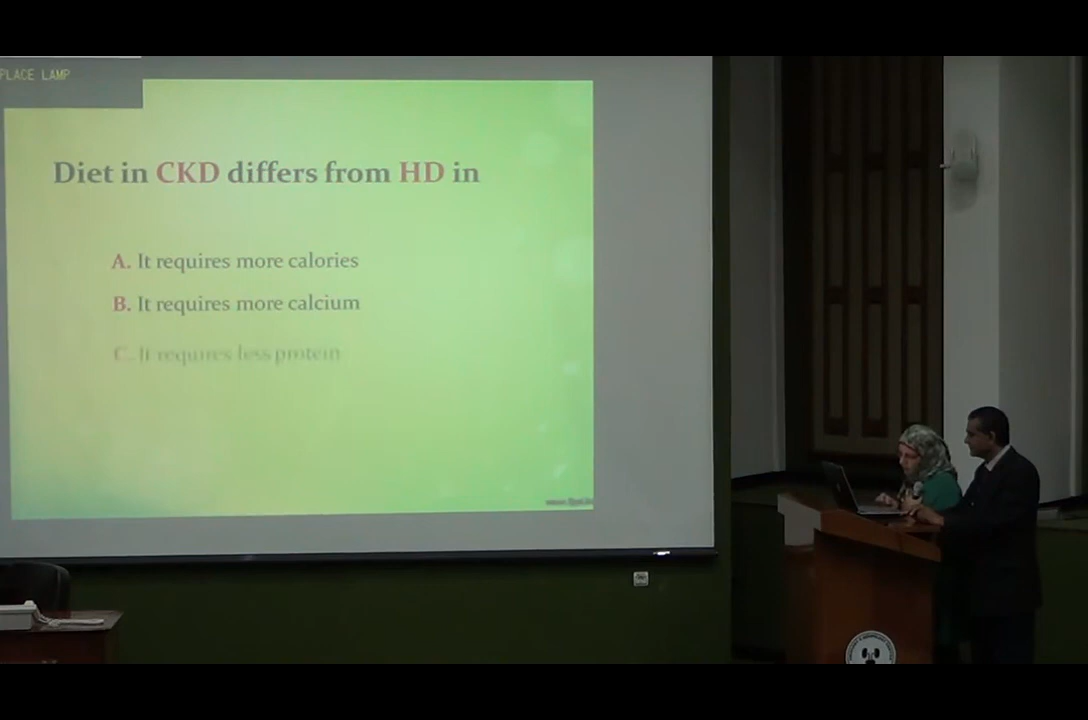 PLACE LAMP
Diet in CKD differs from HD in
A. It requires more calories
B. It requires more calcium
C. It requires less protein